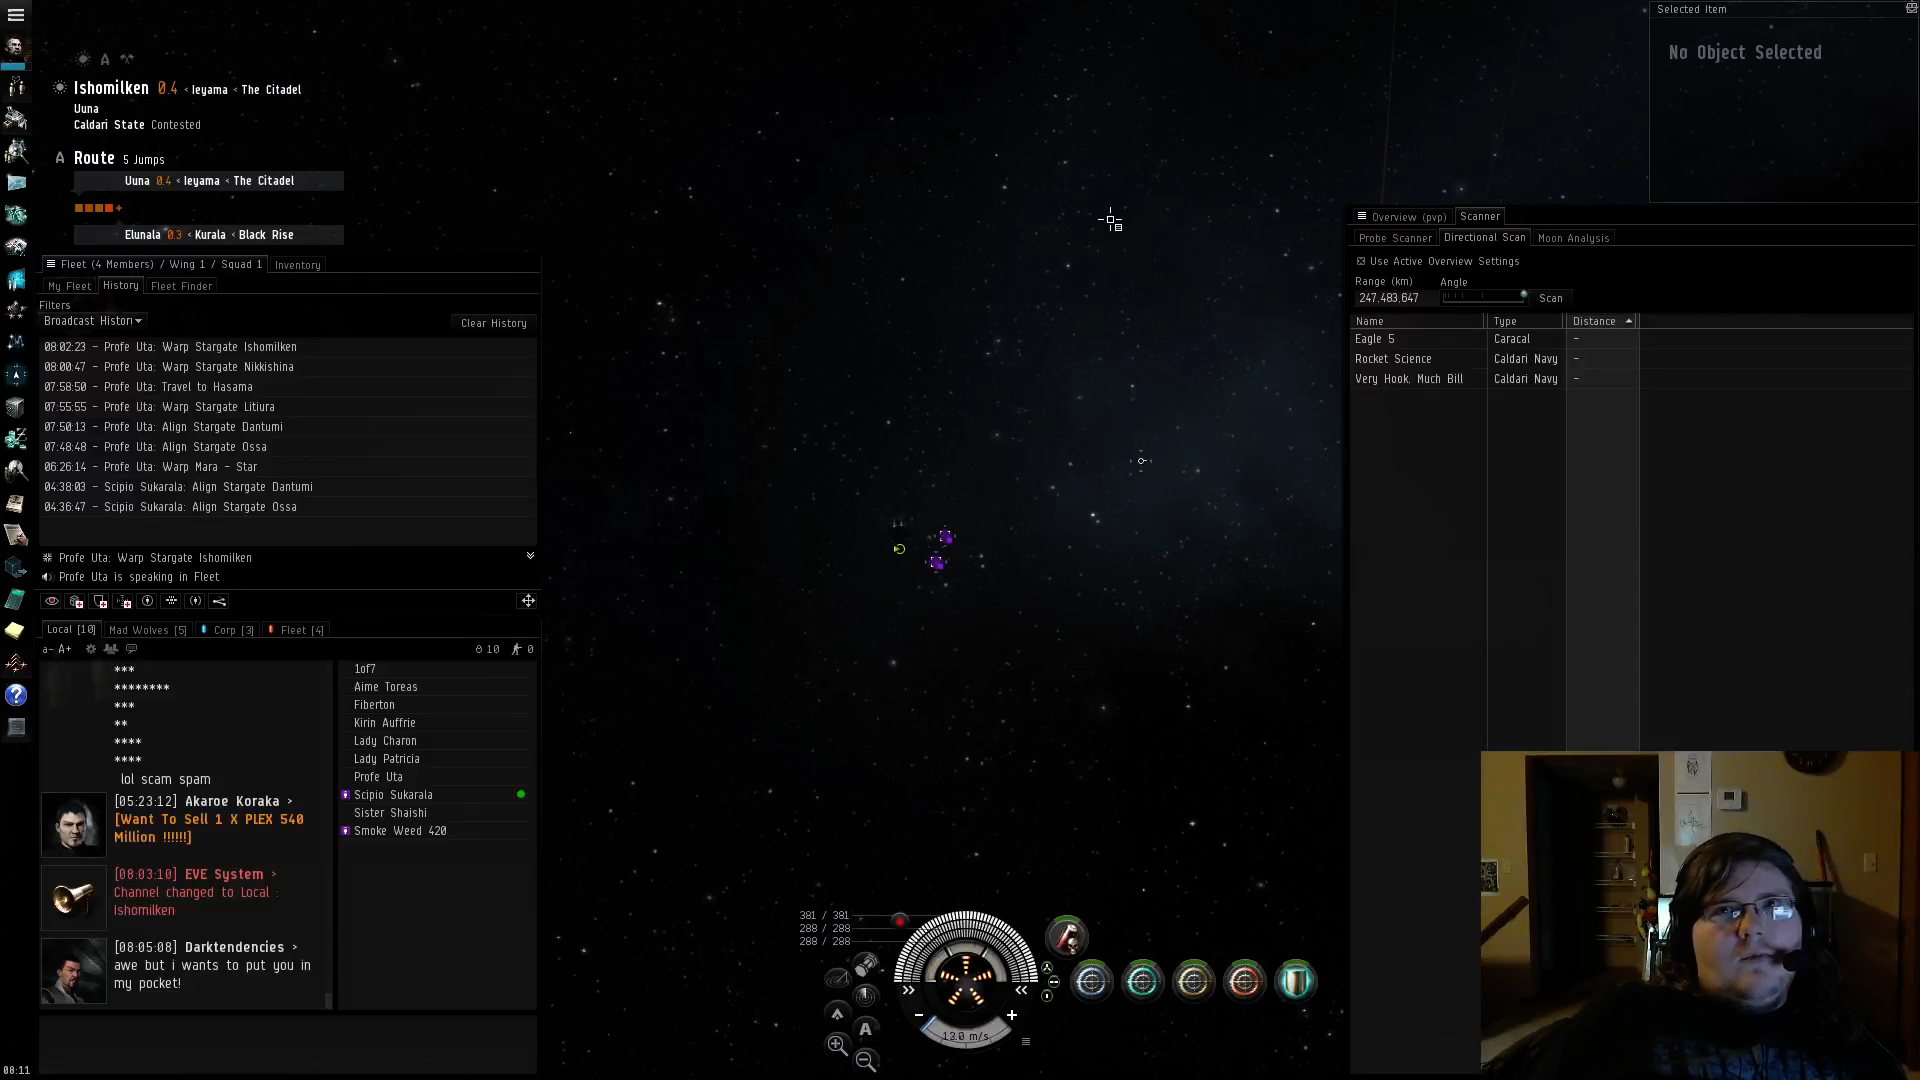 Selected Item
No Object Selected
A
Ishomilken 0.4 < Ieyama < The Citadel
Uuna
Caldari State Contested
A Route 5 Jumps
Uuna 0.4 < Ieyama < The Citadel
Elunala 0.3 < Kurala < Black Rise
Fleet (4 Members) / Wing 1 / Squad 1
Inventory
My Fleet
History
Fleet Finder
Filters
Broadcast Histor
Clear History
08:02:23 - Profe Uta: Warp Stargate Ishomilken
08:00:47 - Profe Uta: Warp Stargate Nikkishina
07:58:50 - Profe Uta: Travel to Hasama
07:55:55 - Profe Uta: Warp Stargate Litiura
07:50:13 - Profe Uta: Align Stargate Dantumi
07:48:48 - Profe Uta: Align Stargate Ossa
06:26:14 - Profe Uta: Warp Mara - Star
04:38:03 - Scipio Sukarala: Align Stargate Dantumi
04:36:47 - Scipio Sukarala: Align Stargate Ossa
Profe Uta: Warp Stargate Ishomilken
Profe Uta is speaking in Fleet
Local [10]
Mad Wolves [5]
Corp [3]
Fleet [4]
a- A+
10
0
***
********
***
**
****
****
lol scam spam
[05:23:12] Akaroe Koraka >
[Want To Sell 1 X PLEX 540
Million !!!!!!]
[08:03:10] EVE System >
Channel changed to Local :
Ishomilken
[08:05:08] Darktendencies >
awe but i wants to put you in
my pocket!
1of7
Aime Toreas
Fiberton
Kirin Auffrie
Lady Charon
Lady Patricia
Profe Uta
Scipio Sukarala
Sister Shaishi
Smoke Weed 420
Overview (pvp)
Scanner
Probe Scanner
Directional Scan
Moon Analysis
Use Active Overview Settings
Range (km)
Angle
247,483,647
Scan
Name
Type
Distance
Eagle 5
Caracal
-
Rocket Science
Caldari Navy
-
Very Hook, Much Bill
Caldari Navy
-
381 / 381
288 / 288
288 / 288
A
13.0 m/s
08:11